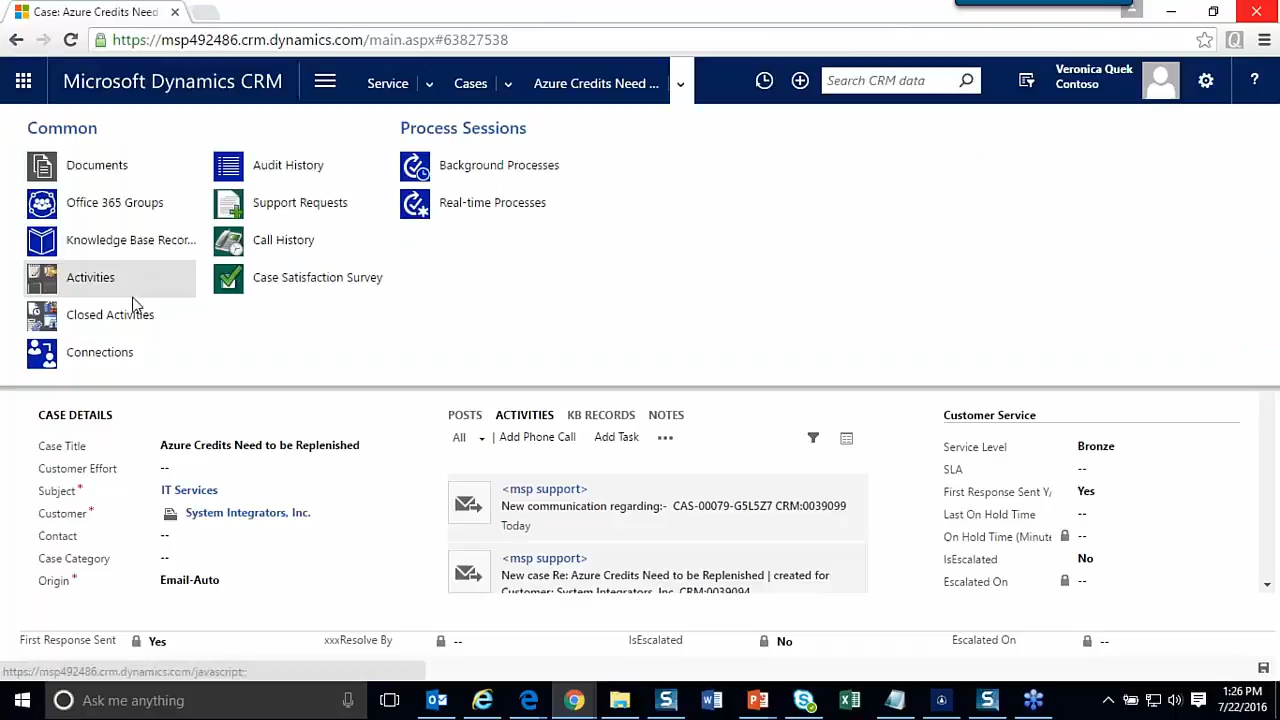 Case: Azure Credits Need
https://msp492486.crm.dynamics.com/main.aspx#63827538
Microsoft Dynamics CRM
Service
Cases
Azure Credits Need ...
Search CRM data
Veronica Quek
Contoso
?
Common
Process Sessions
Documents
Audit History
Background Processes
Office 365 Groups
Support Requests
Real-time Processes
Knowledge Base Recor...
Call History
Activities
Case Satisfaction Survey
Closed Activities
Connections
CASE DETAILS
Case Title Azure Credits Need to be Replenished
Customer Effort --
Subject* IT Services
Customer* System Integrators, Inc.
Contact --
Case Category --
Origin* Email-Auto
POSTS ACTIVITIES KB RECORDS NOTES
All | Add Phone Call Add Task •••
<msp support>
New communication regarding:- CAS-00079-G5L5Z7 CRM:0039099
Today
<msp support>
New case Re: Azure Credits Need to be Replenished | created for
Customer: System Integrators, Inc. CRM:0039094
Customer Service
Service Level Bronze
SLA --
First Response Sent Y/ Yes
Last On Hold Time --
On Hold Time (Minute --
IsEscalated No
Escalated On --
First Response Sent Yes
xxxResolve By --
IsEscalated No
Escalated On --
https://msp492486.crm.dynamics.com/javascript:
Ask me anything
1:26 PM
7/22/2016